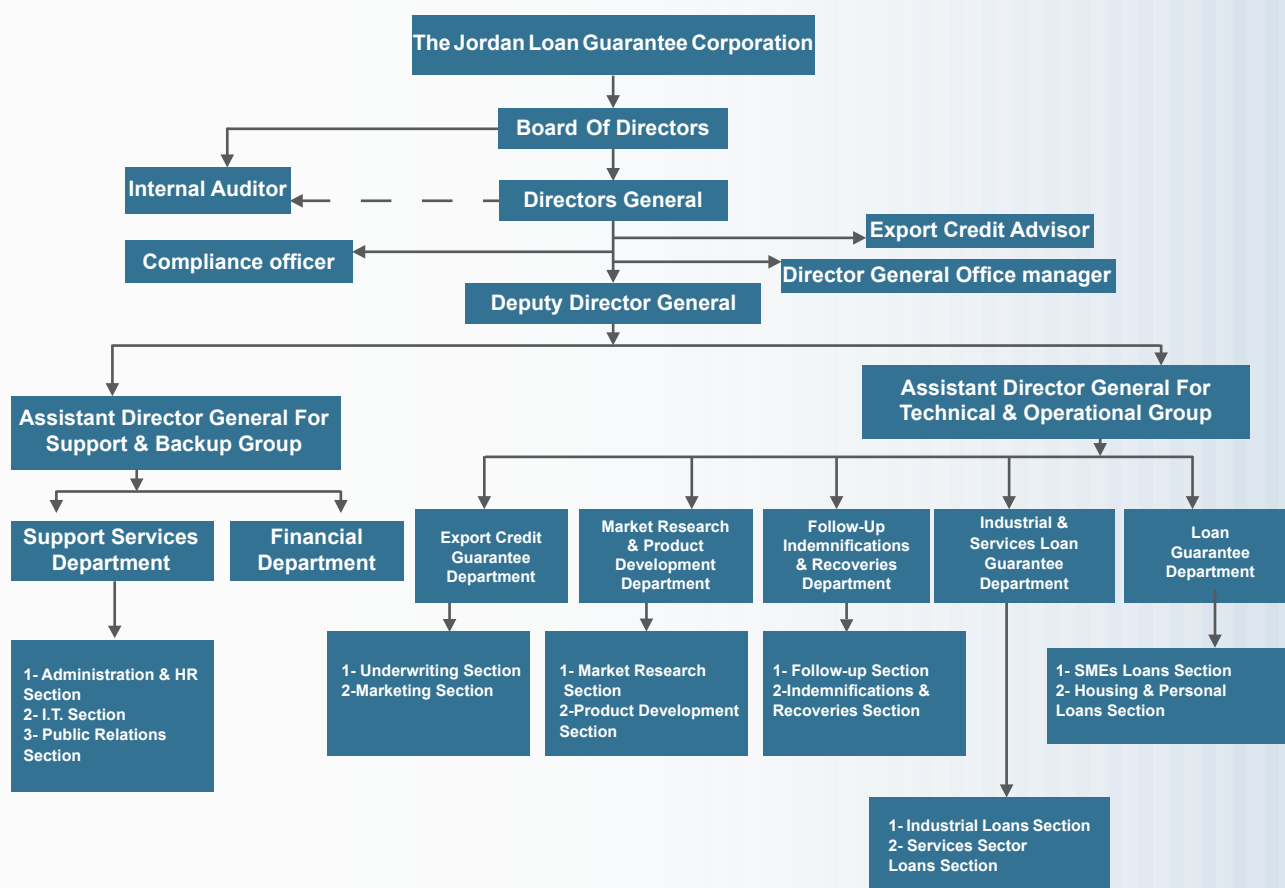 The Jordan Loan Guarantee Corporation
Board Of Directors
Internal Auditor
Directors General
Export Credit Advisor
Compliance officer
Director General Office manager
Deputy Director General
Assistant Director General For
Support & Backup Group
Assistant Director General For
Technical & Operational Group
Support Services
Department
Financial
Department
Export Credit
Guarantee
Department
Market Research
& Product
Development
Department
Follow-Up
Indemnifications
& Recoveries
Department
Industrial &
Services Loan
Guarantee
Department
Loan
Guarantee
Department
1- Administration & HR
Section
2- I.T. Section
3- Public Relations
Section
1- Underwriting Section
2-Marketing Section
1- Market Research
Section
2-Product Development
Section
1- Follow-up Section
2-Indemnifications &
Recoveries Section
1- SMEs Loans Section
2- Housing & Personal
Loans Section
1- Industrial Loans Section
2- Services Sector
Loans Section